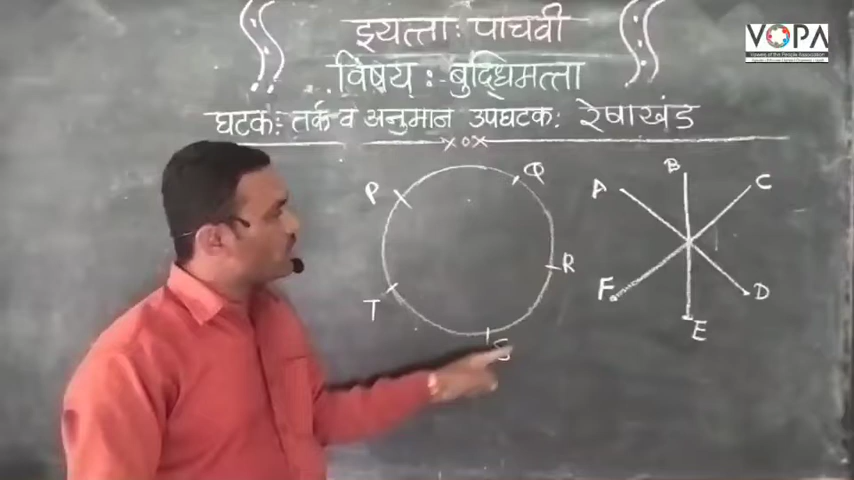 इयत्ताः पाचवी
विषय : बुद्धिमत्ता
घटकः तर्क व अनुमान उपघटकः रेषाखंड
x o x
P Q R S T
A B C D E F
VOPA